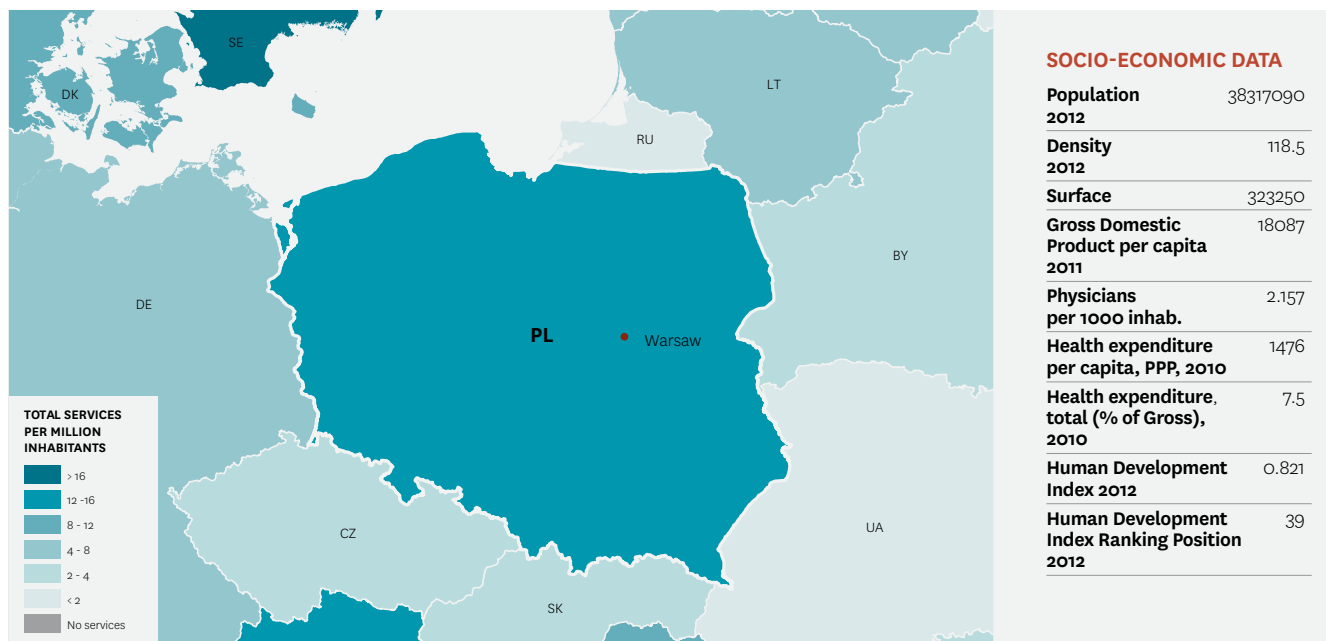 SE
DK
LT
RU
BY
DE
PL
Warsaw
CZ
UA
SK
TOTAL SERVICES
PER MILLION
INHABITANTS
> 16
12 -16
8 - 12
4 - 8
2 - 4
< 2
No services
SOCIO-ECONOMIC DATA
Population 38317090
2012
Density 118.5
2012
Surface 323250
Gross Domestic 18087
Product per capita
2011
Physicians 2.157
per 1000 inhab.
Health expenditure 1476
per capita, PPP, 2010
Health expenditure, 7.5
total (% of Gross),
2010
Human Development 0.821
Index 2012
Human Development 39
Index Ranking Position
2012